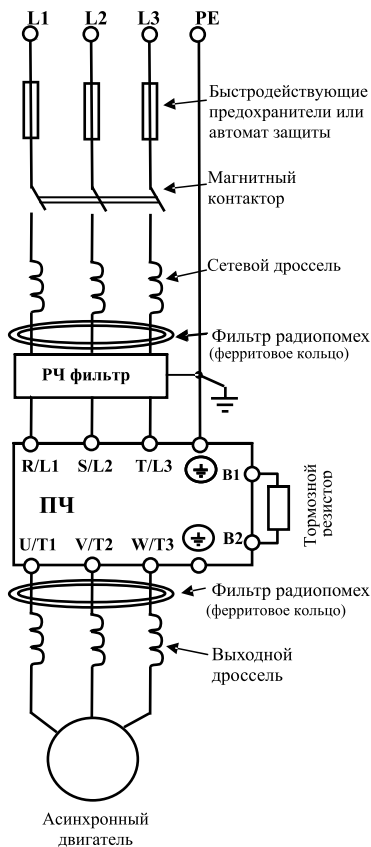 L1 L2 L3 PE
Быстродействующие
предохранители или
автомат защиты
Магнитный
контактор
Сетевой дроссель
Фильтр радиопомех
(ферритовое кольцо)
РЧ фильтр
R/L1 S/L2 T/L3
B1
ПЧ
Тормозной
резистор
U/T1 V/T2 W/T3
B2
Фильтр радиопомех
(ферритовое кольцо)
Выходной
дроссель
Асинхронный
двигатель